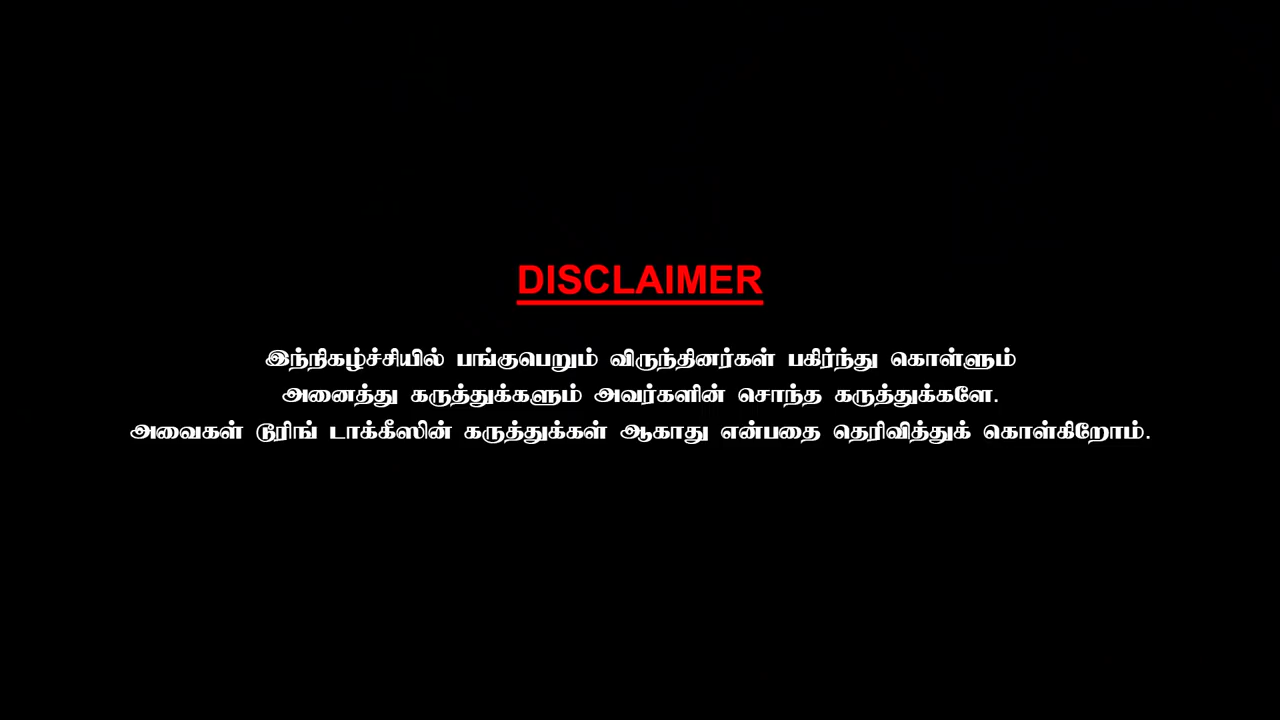 DISCLAIMER
இந்நிகழ்ச்சியில் பங்குபெறும் விருந்தினர்கள் பகிர்ந்து கொள்ளும்
அனைத்து கருத்துக்களும் அவர்களின் சொந்த கருத்துக்களே.
அவைகள் டூரிங் டாக்கீஸின் கருத்துக்கள் ஆகாது என்பதை தெரிவித்துக் கொள்கிறோம்.